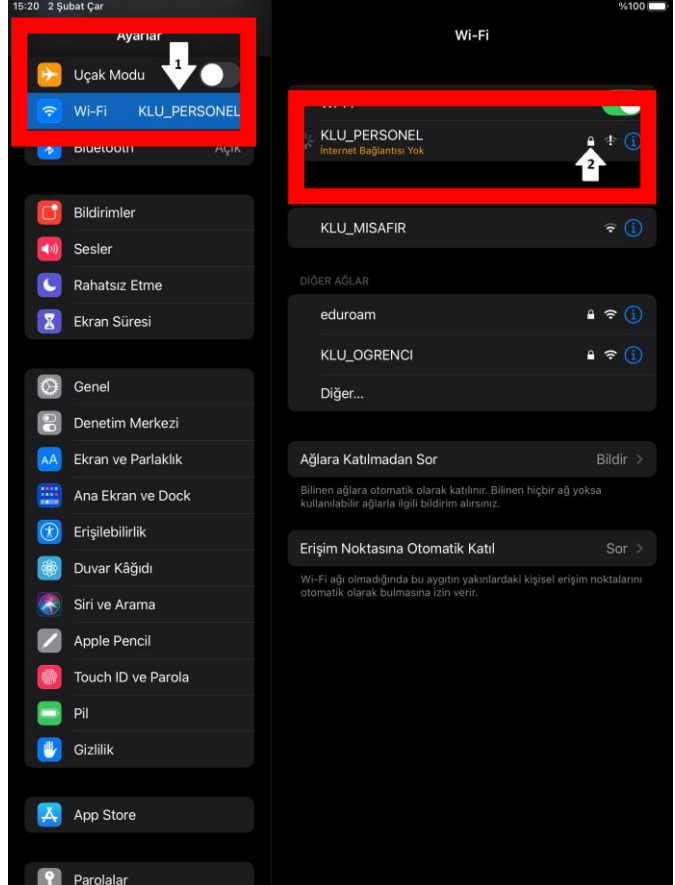 15:20 2 Şubat Çar
%100
Ayarlar
Uçak Modu
1
Wi-Fi KLU_PERSONEL
Bluetooth Açık
Bildirimler
Sesler
Rahatsız Etme
Ekran Süresi
Genel
Denetim Merkezi
AA Ekran ve Parlaklık
Ana Ekran ve Dock
Erişilebilirlik
Duvar Kâğıdı
Siri ve Arama
Apple Pencil
Touch ID ve Parola
Pil
Gizlilik
App Store
Parolalar
Wi-Fi
Wi-Fi
KLU_PERSONEL
İnternet Bağlantısı Yok
2
KLU_MISAFIR
DİĞER AĞLAR
eduroam
KLU_OGRENCI
Diğer...
Ağlara Katılmadan Sor Bildir
Bilinen ağlara otomatik olarak katılınır. Bilinen hiçbir ağ yoksa
kullanılabilir ağlarla ilgili bildirim alırsınız.
Erişim Noktasına Otomatik Katıl Sor
Wi-Fi ağı olmadığında bu aygıtın yakınlardaki kişisel erişim noktalarını
otomatik olarak bulmasına izin verir.